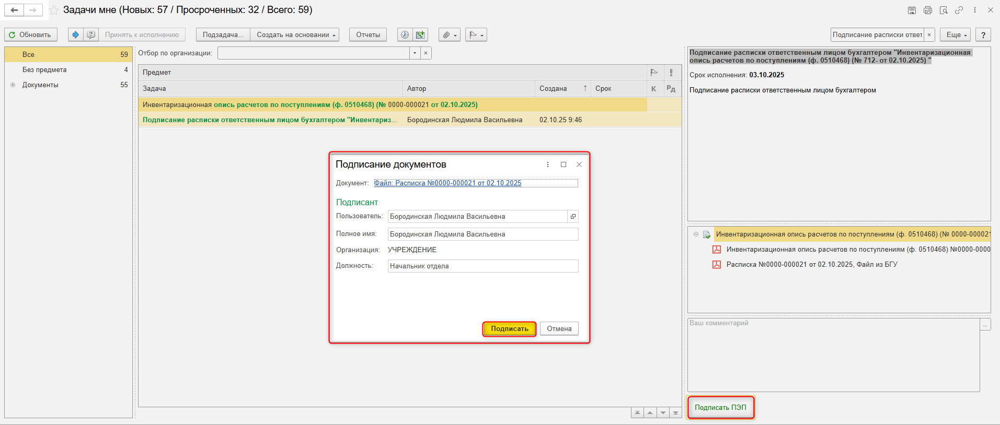 Задачи мне (Новых: 57 / Просроченных: 32 / Всего: 59)
Обновить
Принять к исполнению
Подзадача...
Создать на основании
Отчеты
Подписание расписки ответ
Еще
?
Все 59
Без предмета 4
Документы 55
Отбор по организации:
Предмет
Задача Автор Создана ↑ Срок К Рд
Инвентаризационная опись расчетов по поступлениям (ф. 0510468) (№ 0000-000021 от 02.10.2025)
Подписание расписки ответственным лицом бухгалтером "Инвентариз... Бородинская Людмила Васильевна 02.10.25 9:46
Подписание документов
Документ: Файл: Расписка №0000-000021 от 02.10.2025
Подписант
Пользователь: Бородинская Людмила Васильевна
Полное имя: Бородинская Людмила Васильевна
Организация: УЧРЕЖДЕНИЕ
Должность: Начальник отдела
Подписать
Отмена
Подписание расписки ответственным лицом бухгалтером "Инвентаризационная
опись расчетов по поступлениям (ф. 0510468) (№ 712- от 02.10.2025) "
Срок исполнения: 03.10.2025
Подписание расписки ответственным лицом бухгалтером
Инвентаризационная опись расчетов по поступлениям (ф. 0510468) (№ 0000-000021
Инвентаризационная опись расчетов по поступлениям (ф. 0510468) №0000-0000
Расписка №0000-000021 от 02.10.2025, Файл из БГУ
Ваш комментарий
...
Подписать ПЭП